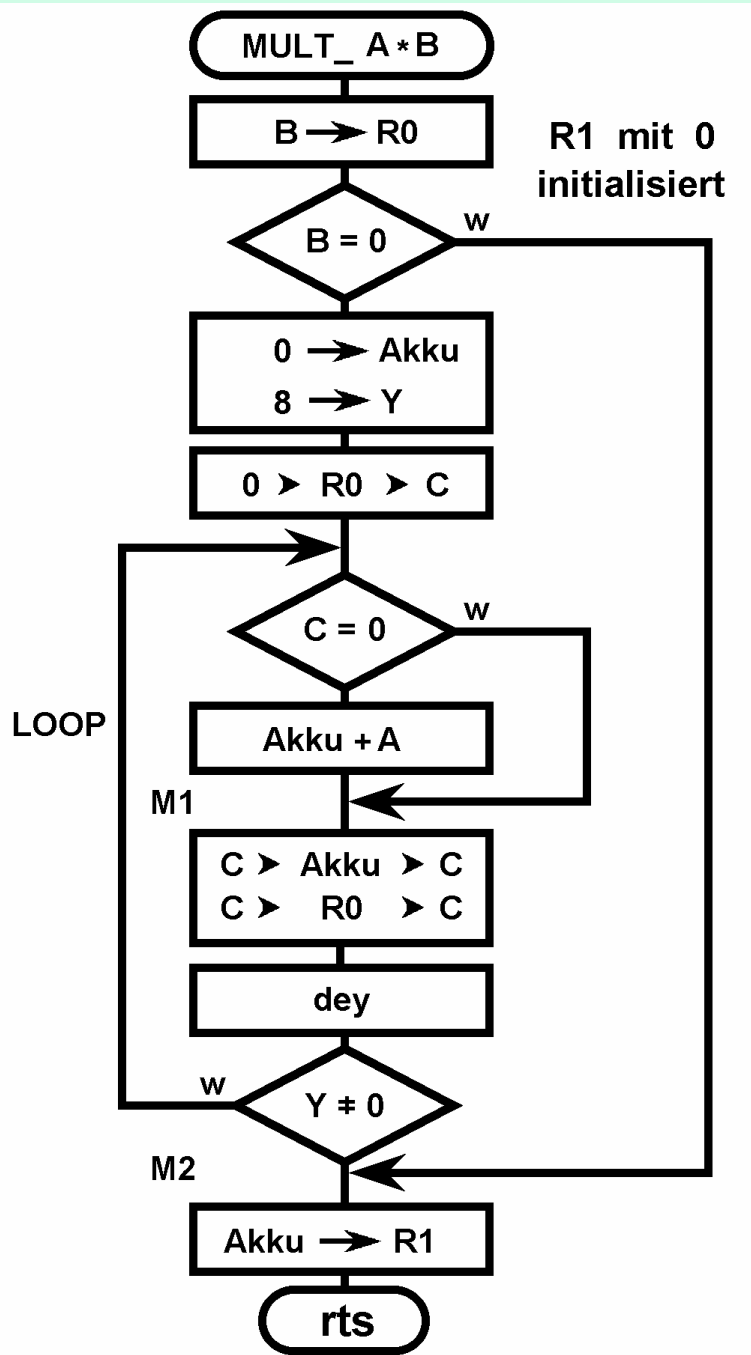 MULT_ A * B
B → R0
R1 mit 0
initialisiert
B = 0
w
0 → Akku
8 → Y
0 ➤ R0 ➤ C
C = 0
w
LOOP
Akku + A
M1
C ➤ Akku ➤ C
C ➤ R0 ➤ C
dey
w
Y ≠ 0
M2
Akku → R1
rts